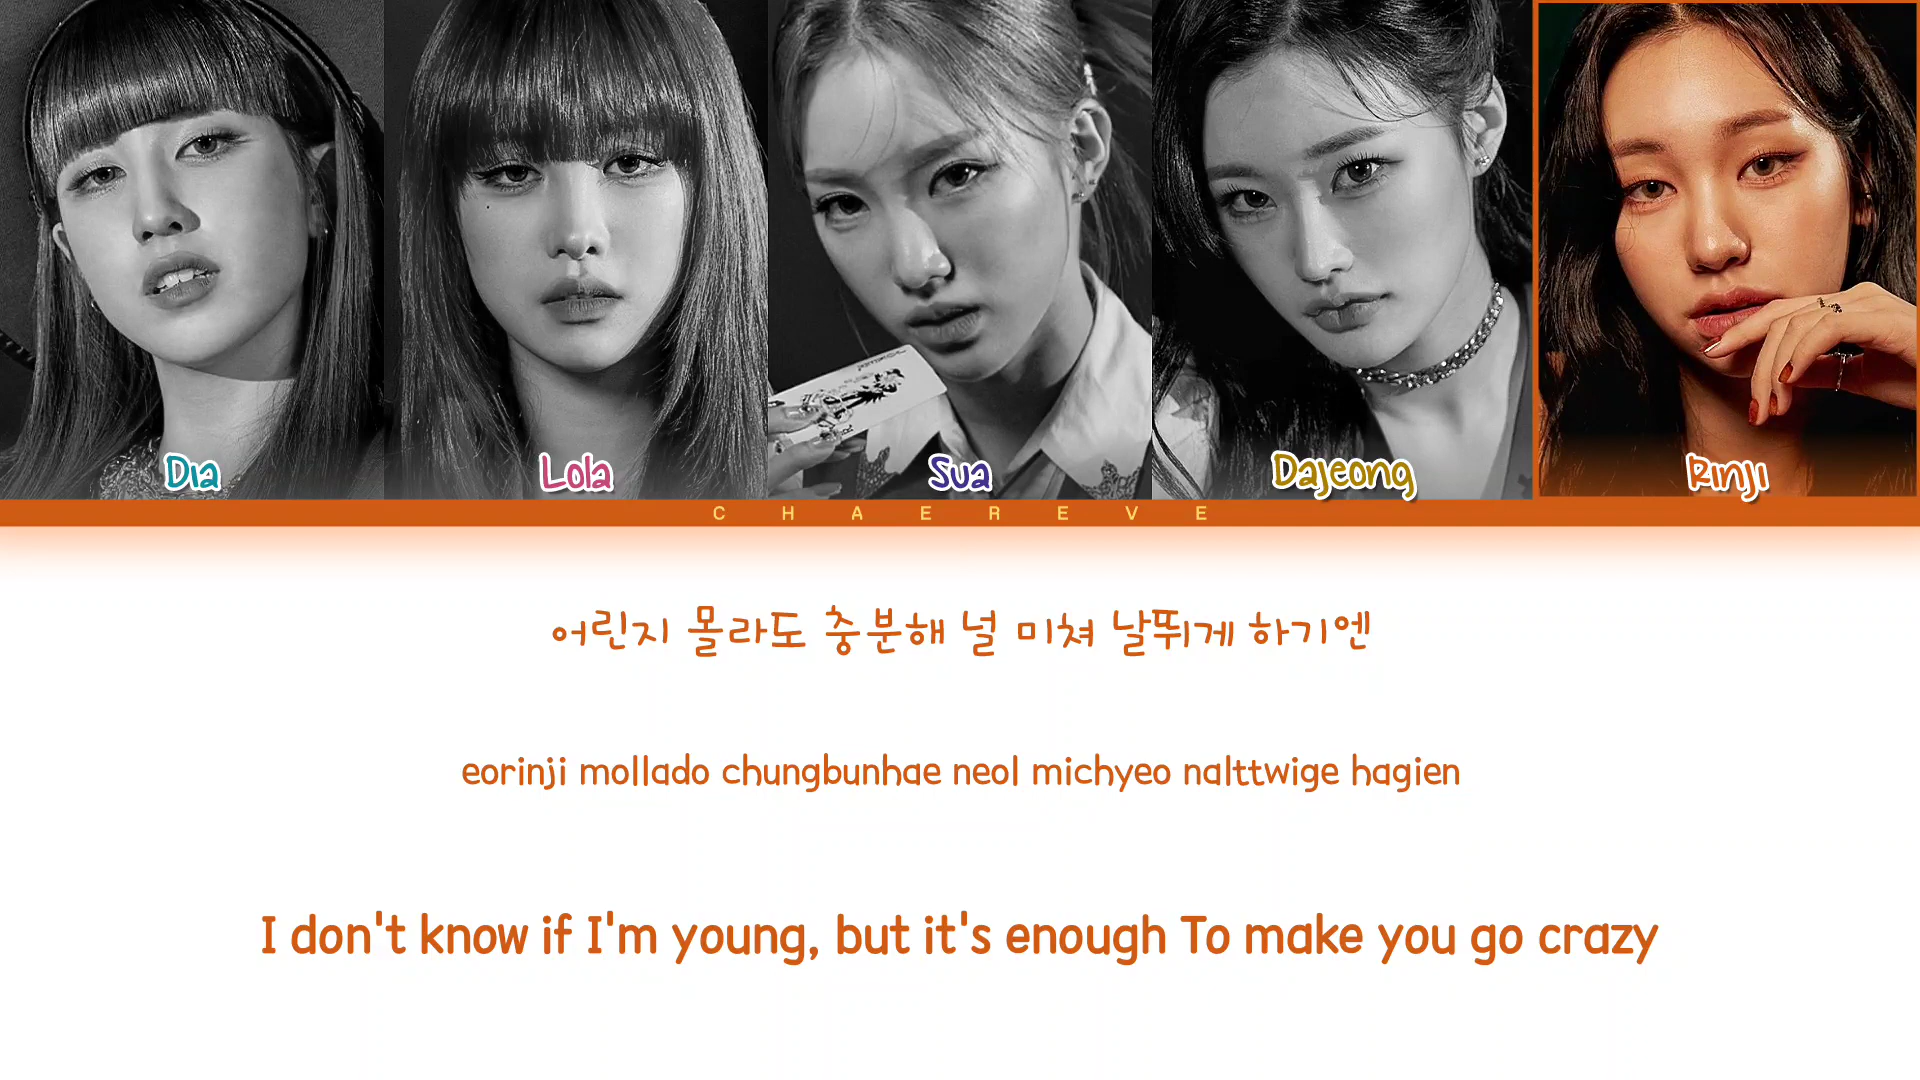 Dia
Lola
Sua
Dajeong
Rinji
CHAEREVE
어린지 몰라도 충분해 널 미쳐 날뛰게 하기엔
eorinji mollado chungbunhae neol michyeo nalttwige hagien
I don't know if I'm young, but it's enough To make you go crazy